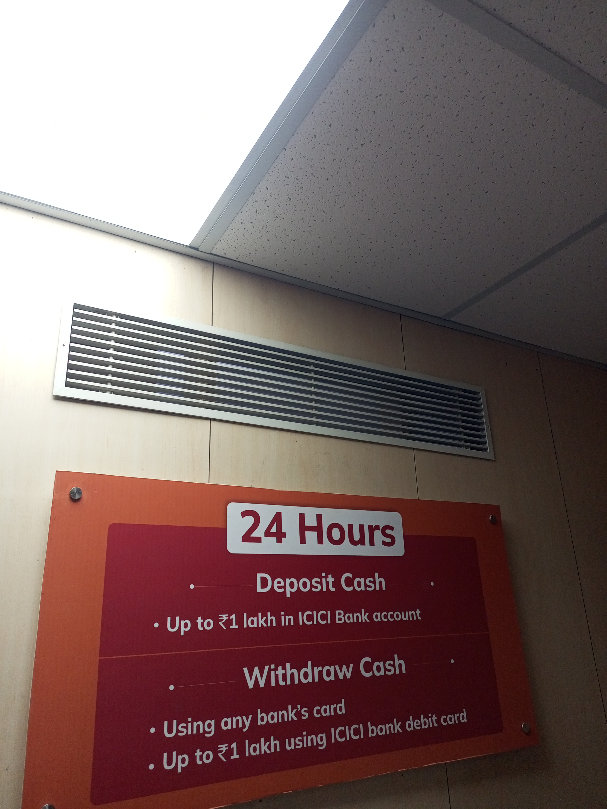 24 Hours
Deposit Cash
• Up to ₹1 lakh in ICICI Bank account
Withdraw Cash
• Using any bank's card
• Up to ₹1 lakh using ICICI bank debit card